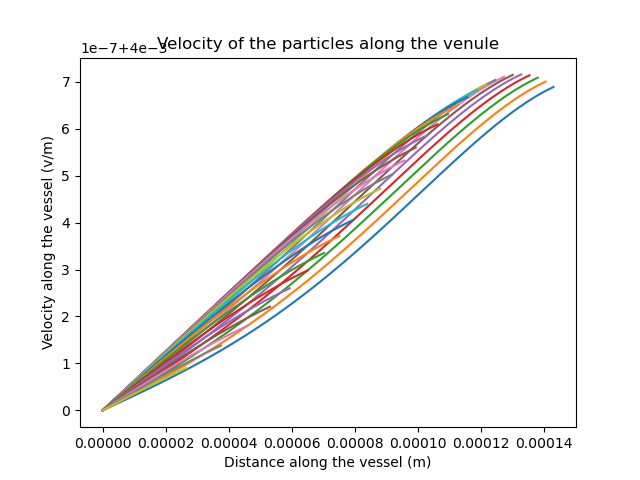 1e−7+4e−3
Velocity of the particles along the venule
Velocity along the vessel (v/m)
7
6
5
4
3
2
1
0
0.00000 0.00002 0.00004 0.00006 0.00008 0.00010 0.00012 0.00014
Distance along the vessel (m)